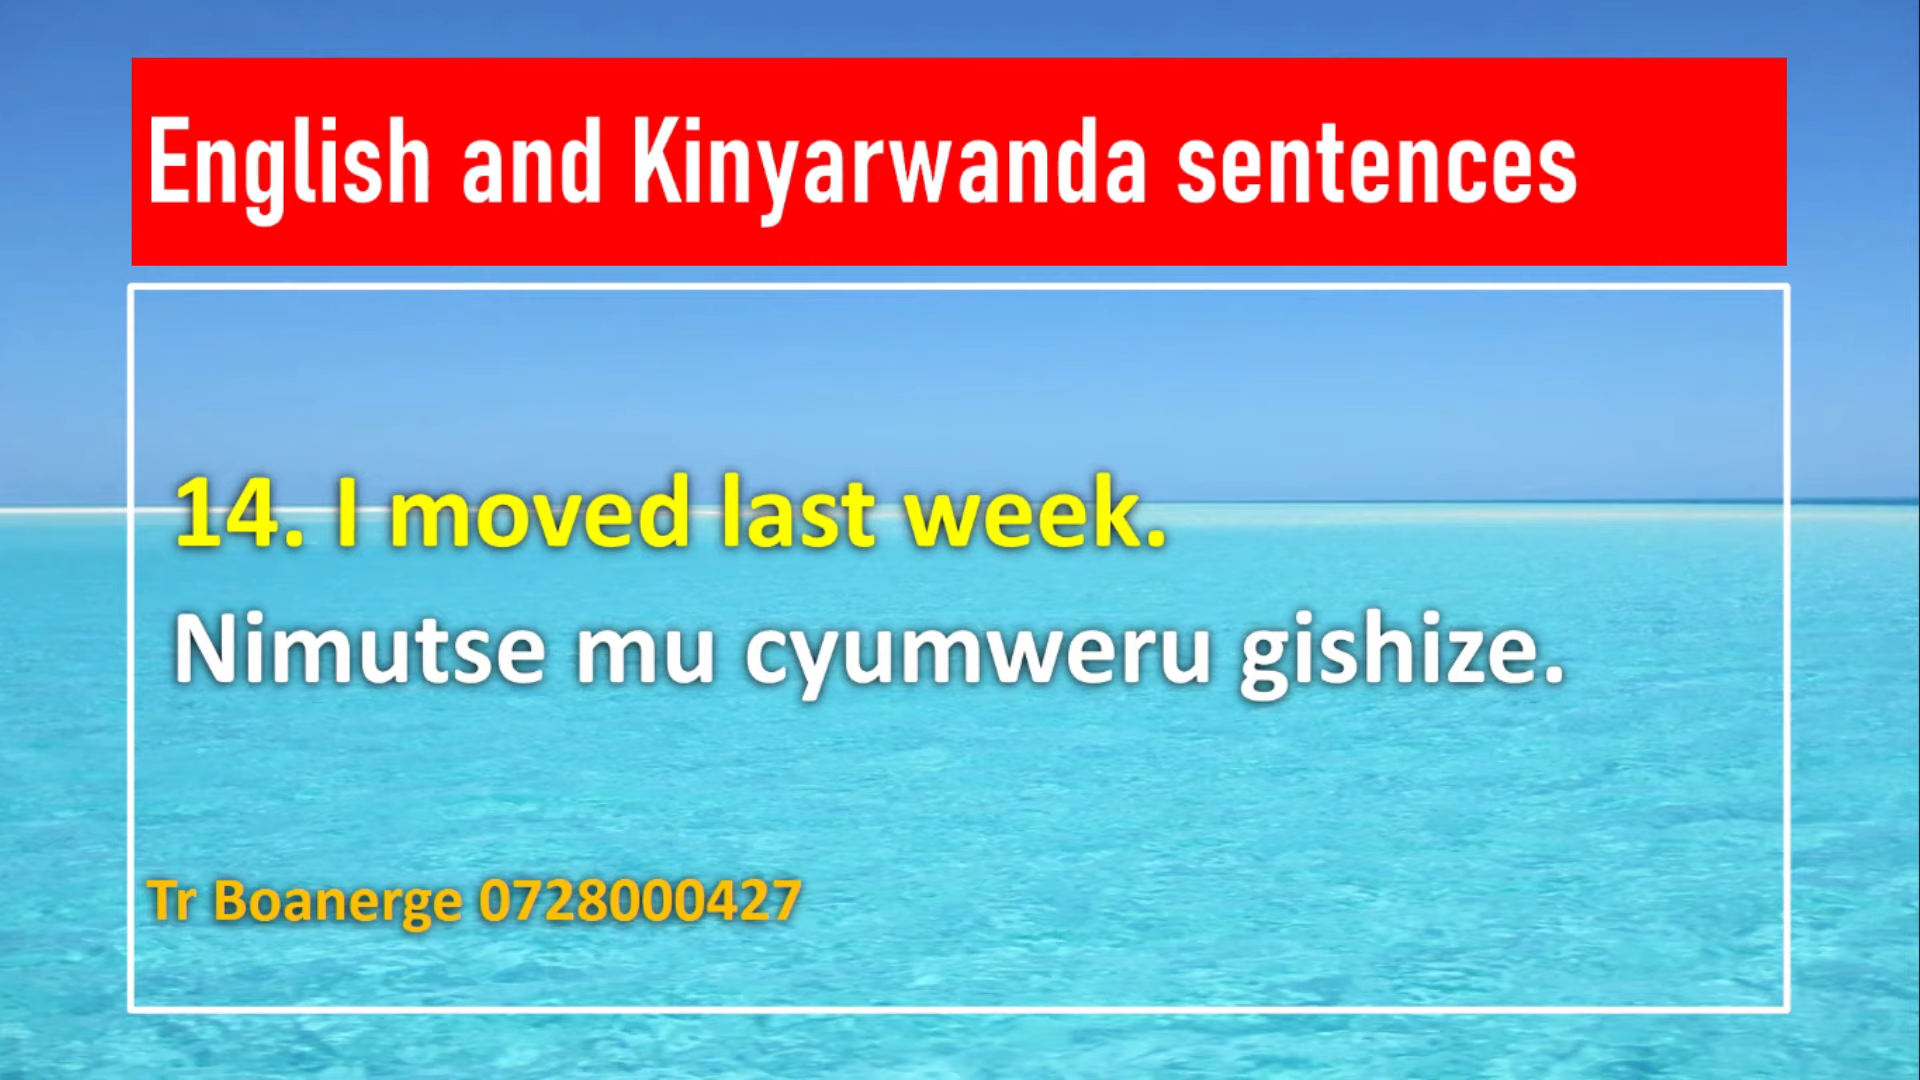 English and Kinyarwanda sentences
14. I moved last week.
Nimutse mu cyumweru gishize.
Tr Boanerge 0728000427